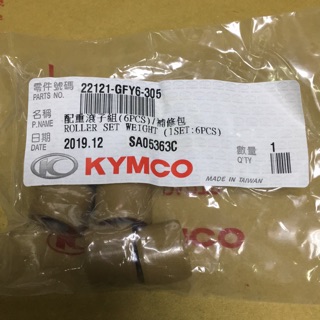 零件號碼 22121-GFY6-305
PARTS NO.
名稱 配重滾子組(6PCS)/補修包
P.NAME ROLLER SET WEIGHT (1SET:6PCS)
日期 2019.12 SA05363C 數量 1
DATE Q'TY
KYMCO
MADE IN TAIWAN
KYMCO